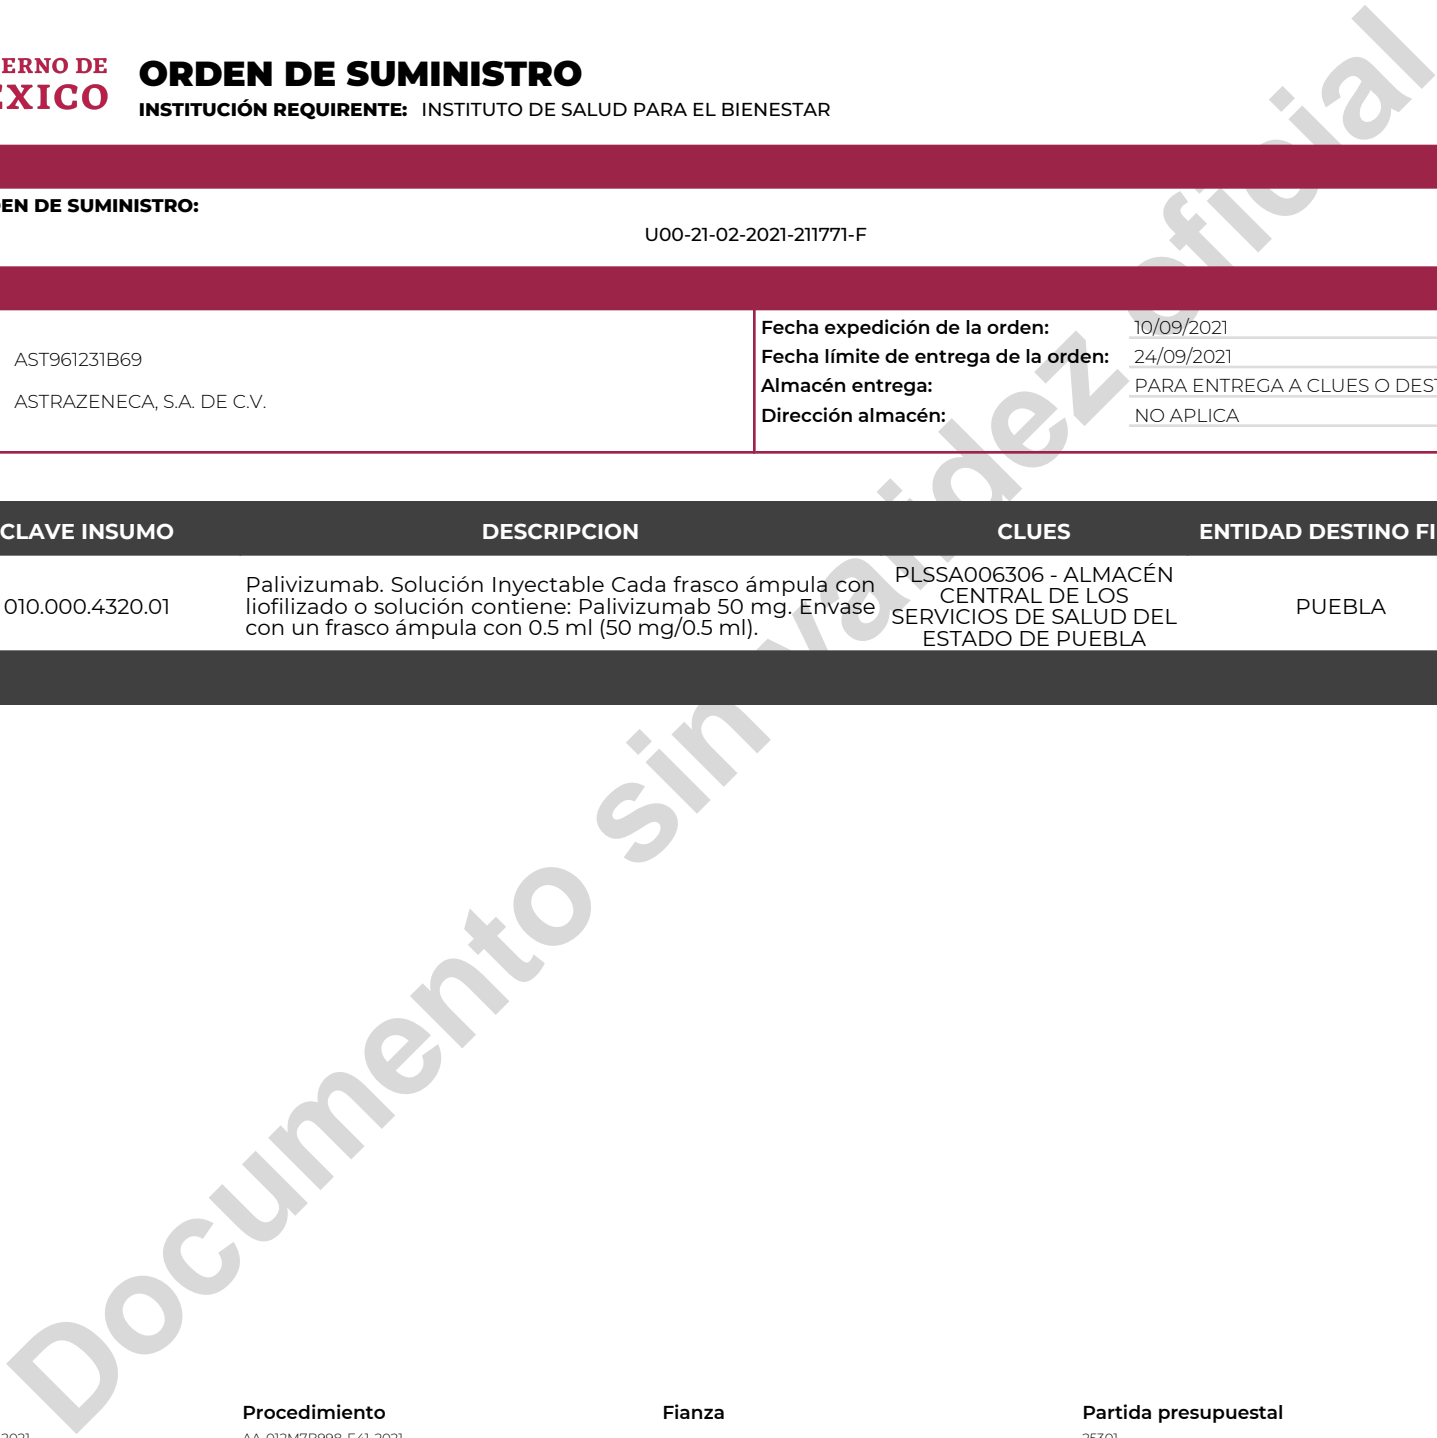 ERNO DE
EXICO
ORDEN DE SUMINISTRO
INSTITUCIÓN REQUIRENTE: INSTITUTO DE SALUD PARA EL BIENESTAR
EN DE SUMINISTRO:
U00-21-02-2021-211771-F
AST961231B69
ASTRAZENECA, S.A. DE C.V.
Fecha expedición de la orden: 10/09/2021
Fecha límite de entrega de la orden: 24/09/2021
Almacén entrega: PARA ENTREGA A CLUES O DEST
Dirección almacén: NO APLICA
CLAVE INSUMO DESCRIPCION CLUES ENTIDAD DESTINO FI
010.000.4320.01
Palivizumab. Solución Inyectable Cada frasco ámpula con
liofilizado o solución contiene: Palivizumab 50 mg. Envase
con un frasco ámpula con 0.5 ml (50 mg/0.5 ml).
PLSSA006306 - ALMACÉN
CENTRAL DE LOS
SERVICIOS DE SALUD DEL
ESTADO DE PUEBLA
PUEBLA
Documento sin validez oficial
Procedimiento Fianza Partida presupuestal